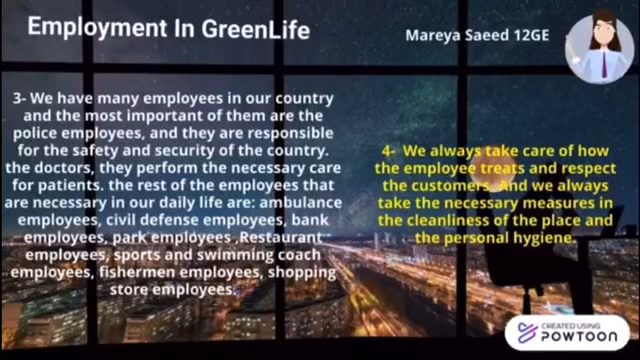 Employment In GreenLife
Mareya Saeed 12GE
3- We have many employees in our country
and the most important of them are the
police employees, and they are responsible
for the safety and security of the country.
the doctors, they perform the necessary care
for patients. the rest of the employees that
are necessary in our daily life are: ambulance
employees, civil defense employees, bank
employees, park employees ,Restaurant
employees, sports and swimming coach
employees, fishermen employees, shopping
store employees.
4- We always take care of how
the employee treats and respect
the customers. And we always
take the necessary measures in
the cleanliness of the place and
the personal hygiene.
CREATED USING
POWTOON